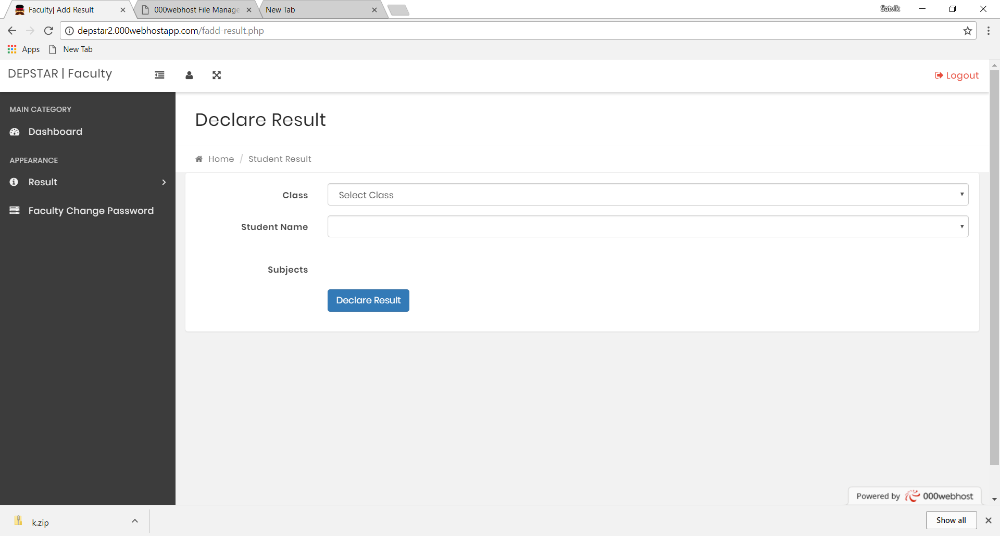 Faculty| Add Result
000webhost File Manage
New Tab
Satvik
depstar2.000webhostapp.com/fadd-result.php
Apps
New Tab
DEPSTAR | Faculty
Logout
MAIN CATEGORY
Dashboard
APPEARANCE
Result
Faculty Change Password
Declare Result
Home / Student Result
Class
Select Class
Student Name
Subjects
Declare Result
Powered by 000webhost
k.zip
Show all